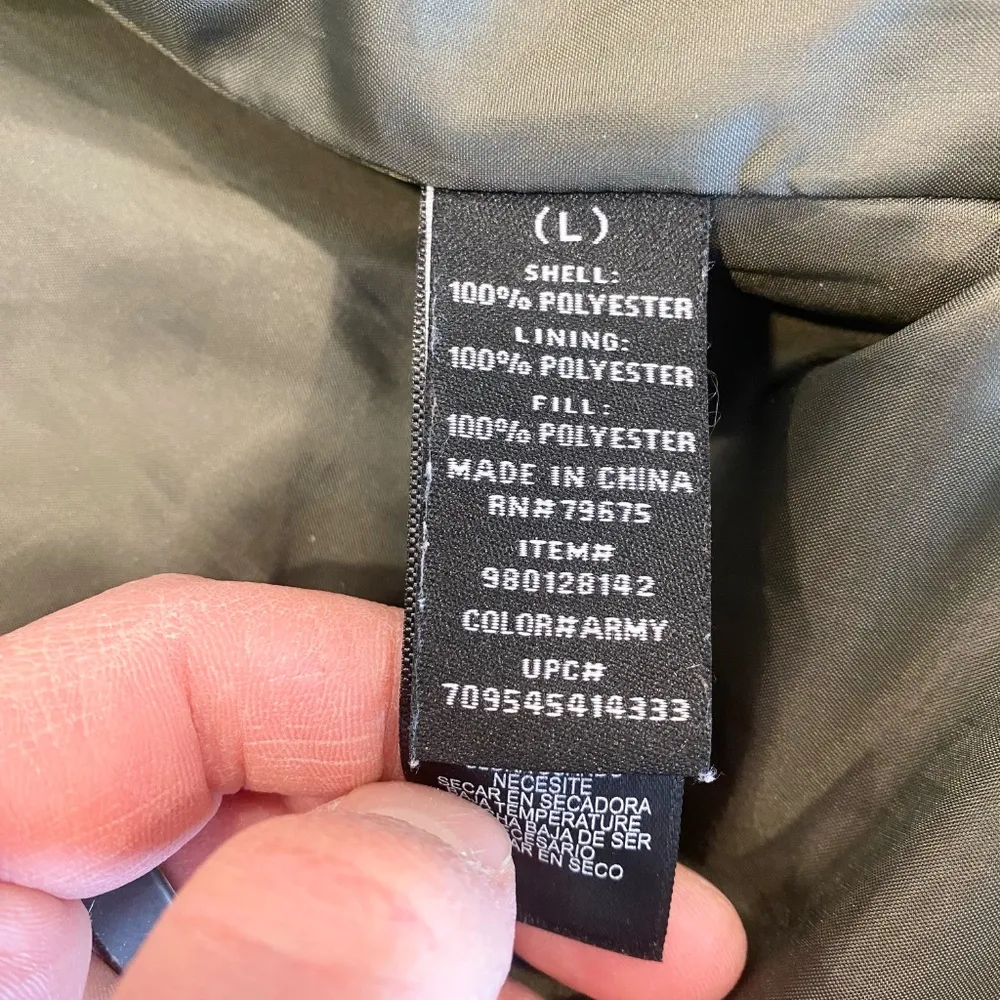 (L)
SHELL:
100% POLYESTER
LINING:
100% POLYESTER
FILL:
100% POLYESTER
MADE IN CHINA
RN# 79675
ITEM#
980128142
COLOR#ARMY
UPC#
709545414333
NECESITE
SECAR EN SECADORA
TEMPERATURE
BAJA DE SER
EN SECO